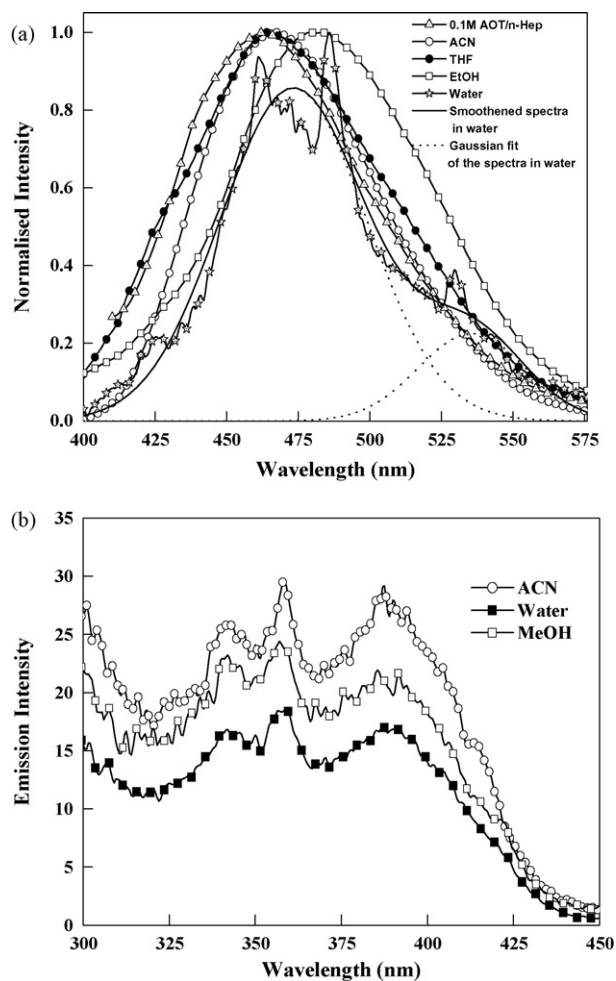 (a)
0.1M AOT/n-Hep
ACN
THF
EtOH
Water
Smoothened spectra
in water
Gaussian fit
of the spectra in water
1.0
0.8
0.6
0.4
0.2
0.0
Normalised Intensity
400 425 450 475 500 525 550 575
Wavelength (nm)
(b)
ACN
Water
MeOH
35
30
25
20
15
10
5
0
Emission Intensity
300 325 350 375 400 425 450
Wavelength (nm)